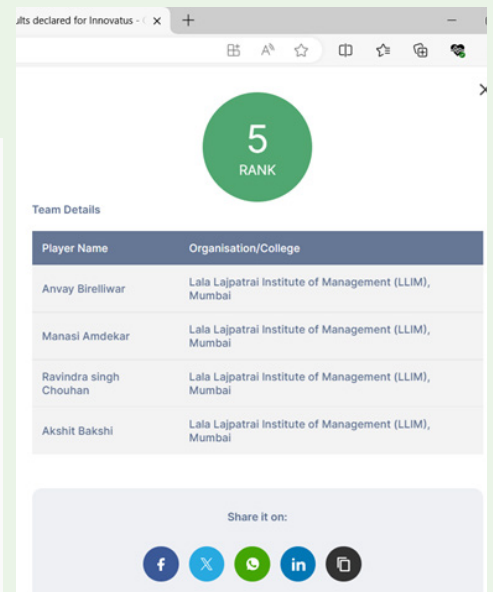 ults declared for Innovatus -
5
RANK
Team Details
Player Name Organisation/College
Anvay Birelliwar Lala Lajpatrai Institute of Management (LLIM),
Mumbai
Manasi Amdekar Lala Lajpatrai Institute of Management (LLIM),
Mumbai
Ravindra singh Lala Lajpatrai Institute of Management (LLIM),
Chouhan Mumbai
Akshit Bakshi Lala Lajpatrai Institute of Management (LLIM),
Mumbai
Share it on: